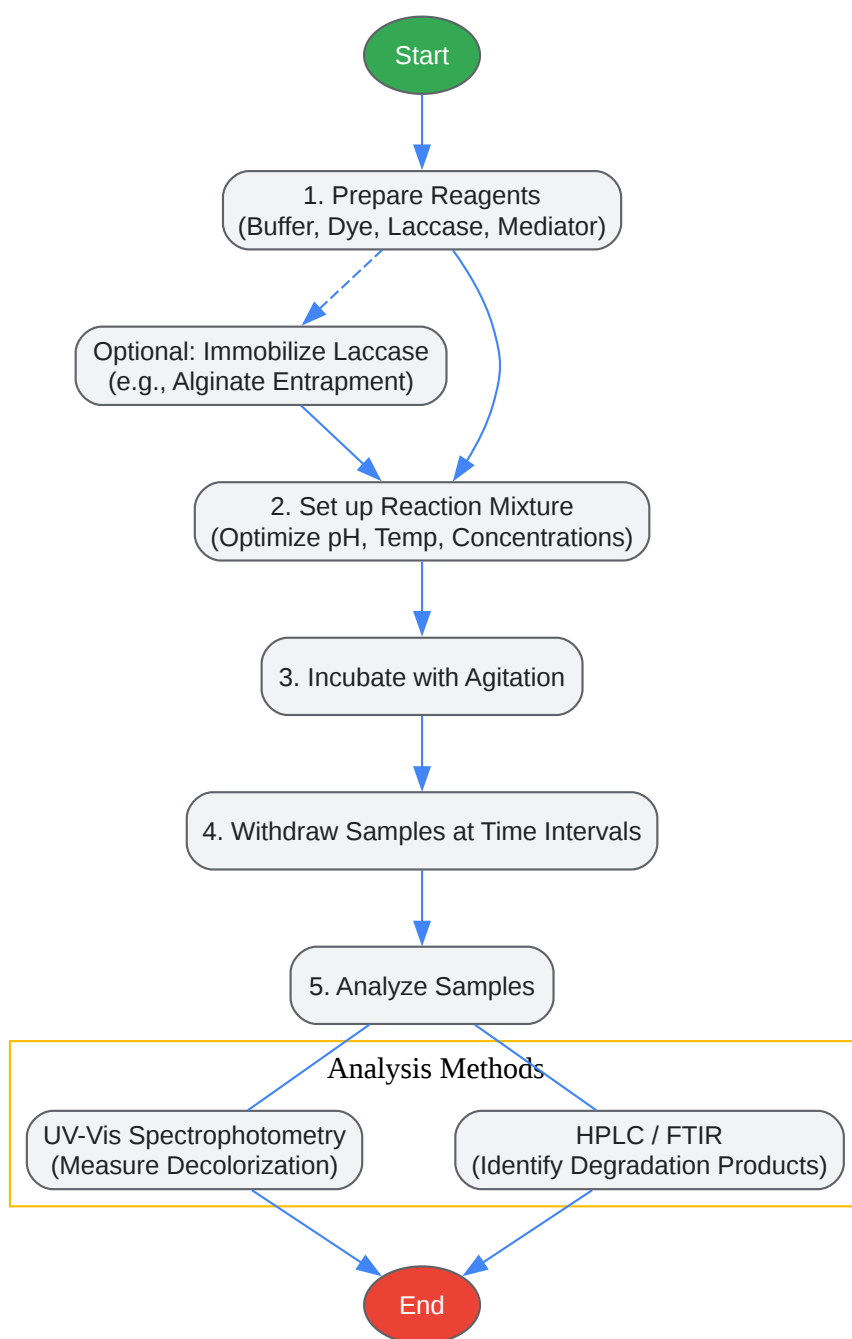 Start
1. Prepare Reagents
(Buffer, Dye, Laccase, Mediator)
Optional: Immobilize Laccase
(e.g., Alginate Entrapment)
2. Set up Reaction Mixture
(Optimize pH, Temp, Concentrations)
3. Incubate with Agitation
4. Withdraw Samples at Time Intervals
5. Analyze Samples
Analysis Methods
UV-Vis Spectrophotometry
(Measure Decolorization)
HPLC / FTIR
(Identify Degradation Products)
End